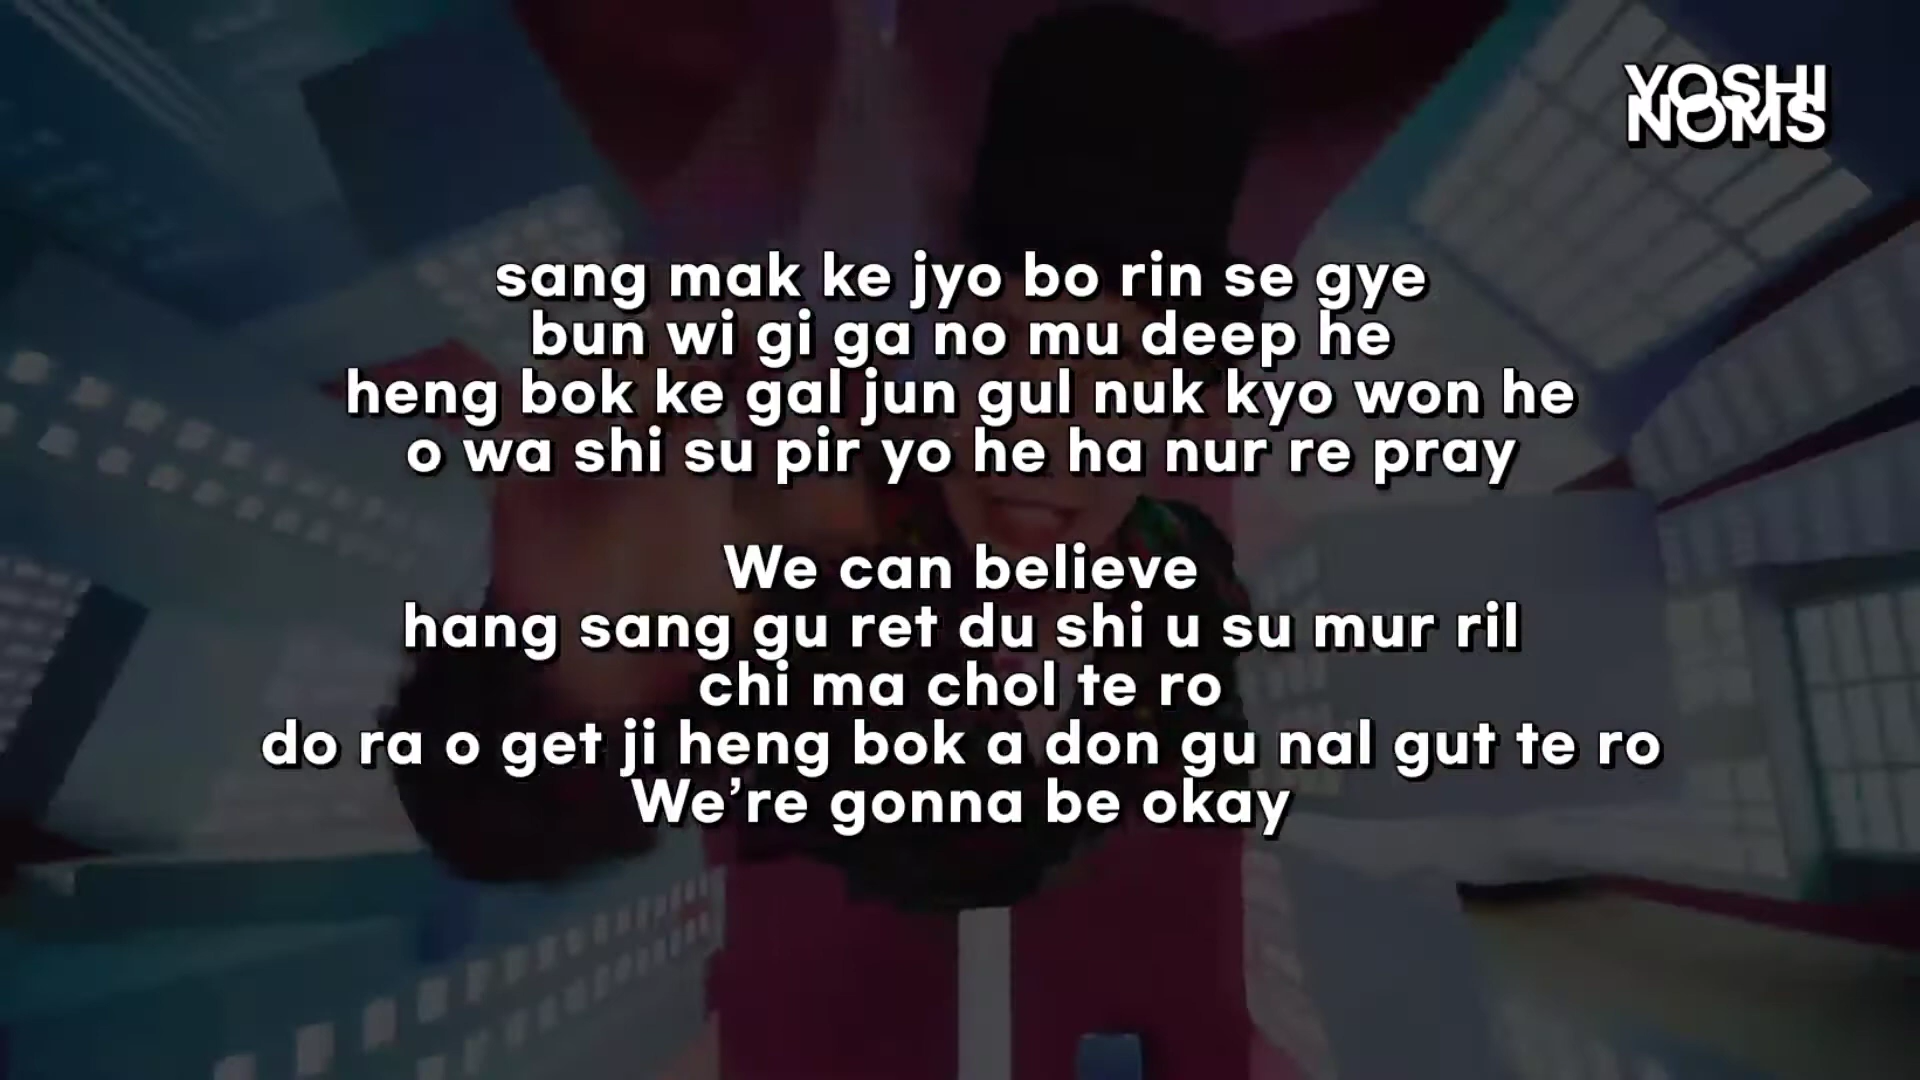 YOSHI
NOMS
sang mak ke jyo bo rin se gye
bun wi gi ga no mu deep he
heng bok ke gal jun gul nuk kyo won he
o wa shi su pir yo he ha nur re pray
We can believe
hang sang gu ret du shi u su mur ril
chi ma chol te ro
do ra o get ji heng bok a don gu nal gut te ro
We’re gonna be okay